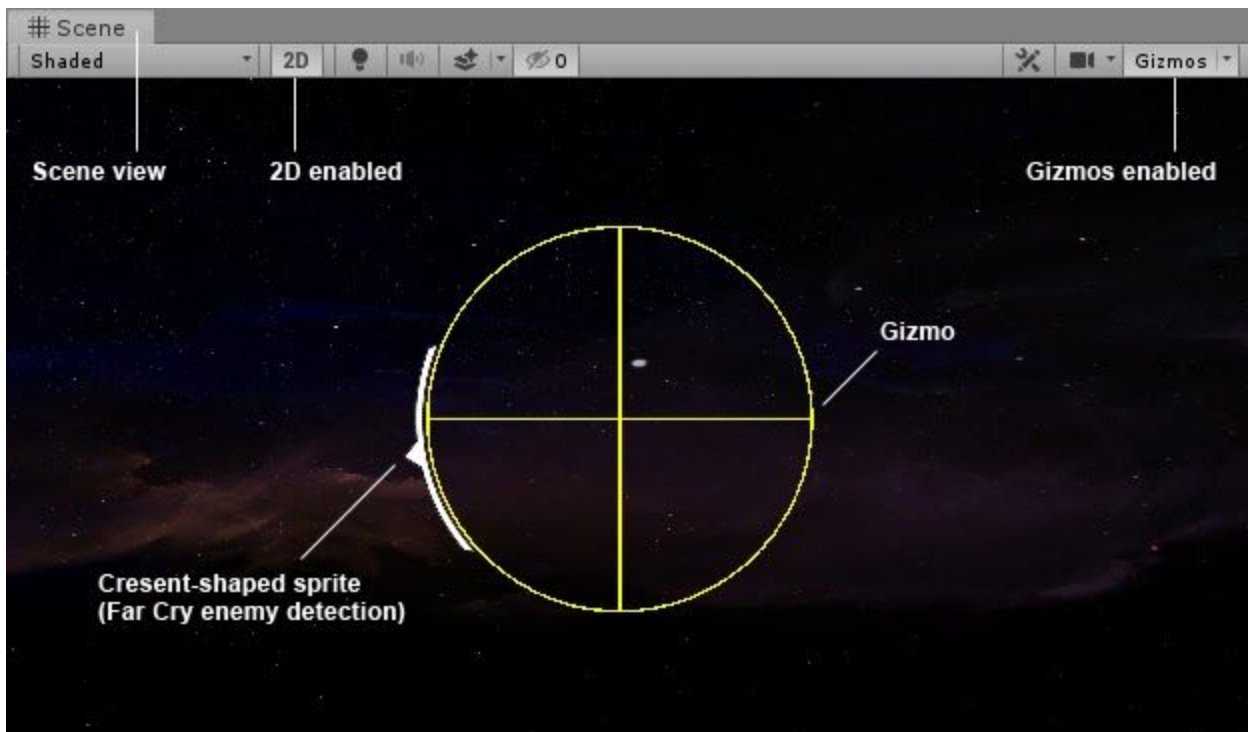 Scene
Shaded
2D
0
Gizmos
Scene view
2D enabled
Gizmos enabled
Gizmo
Cresent-shaped sprite
(Far Cry enemy detection)